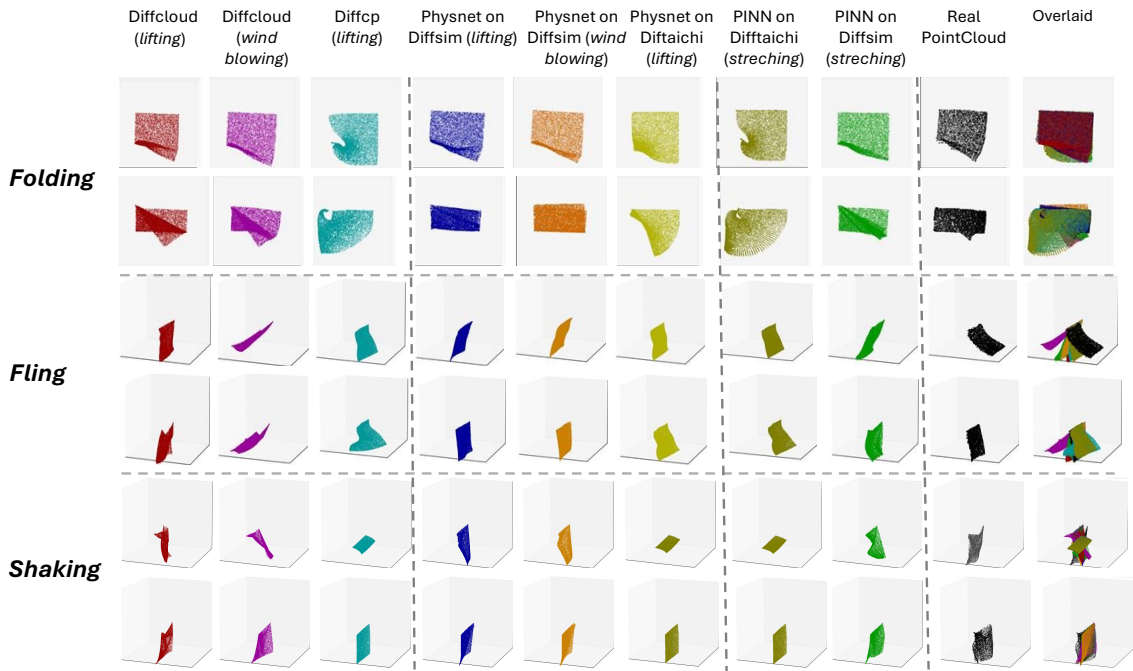 Diffcloud
(lifting)
Diffcloud
(wind
blowing)
Diffcp
(lifting)
Physnet on
Diffsim (lifting)
Physnet on
Diffsim (wind
blowing)
Physnet on
Diftaichi
(lifting)
PINN on
Difftaichi
(streching)
PINN on
Diffsim
(streching)
Real
PointCloud
Overlaid
Folding
Fling
Shaking